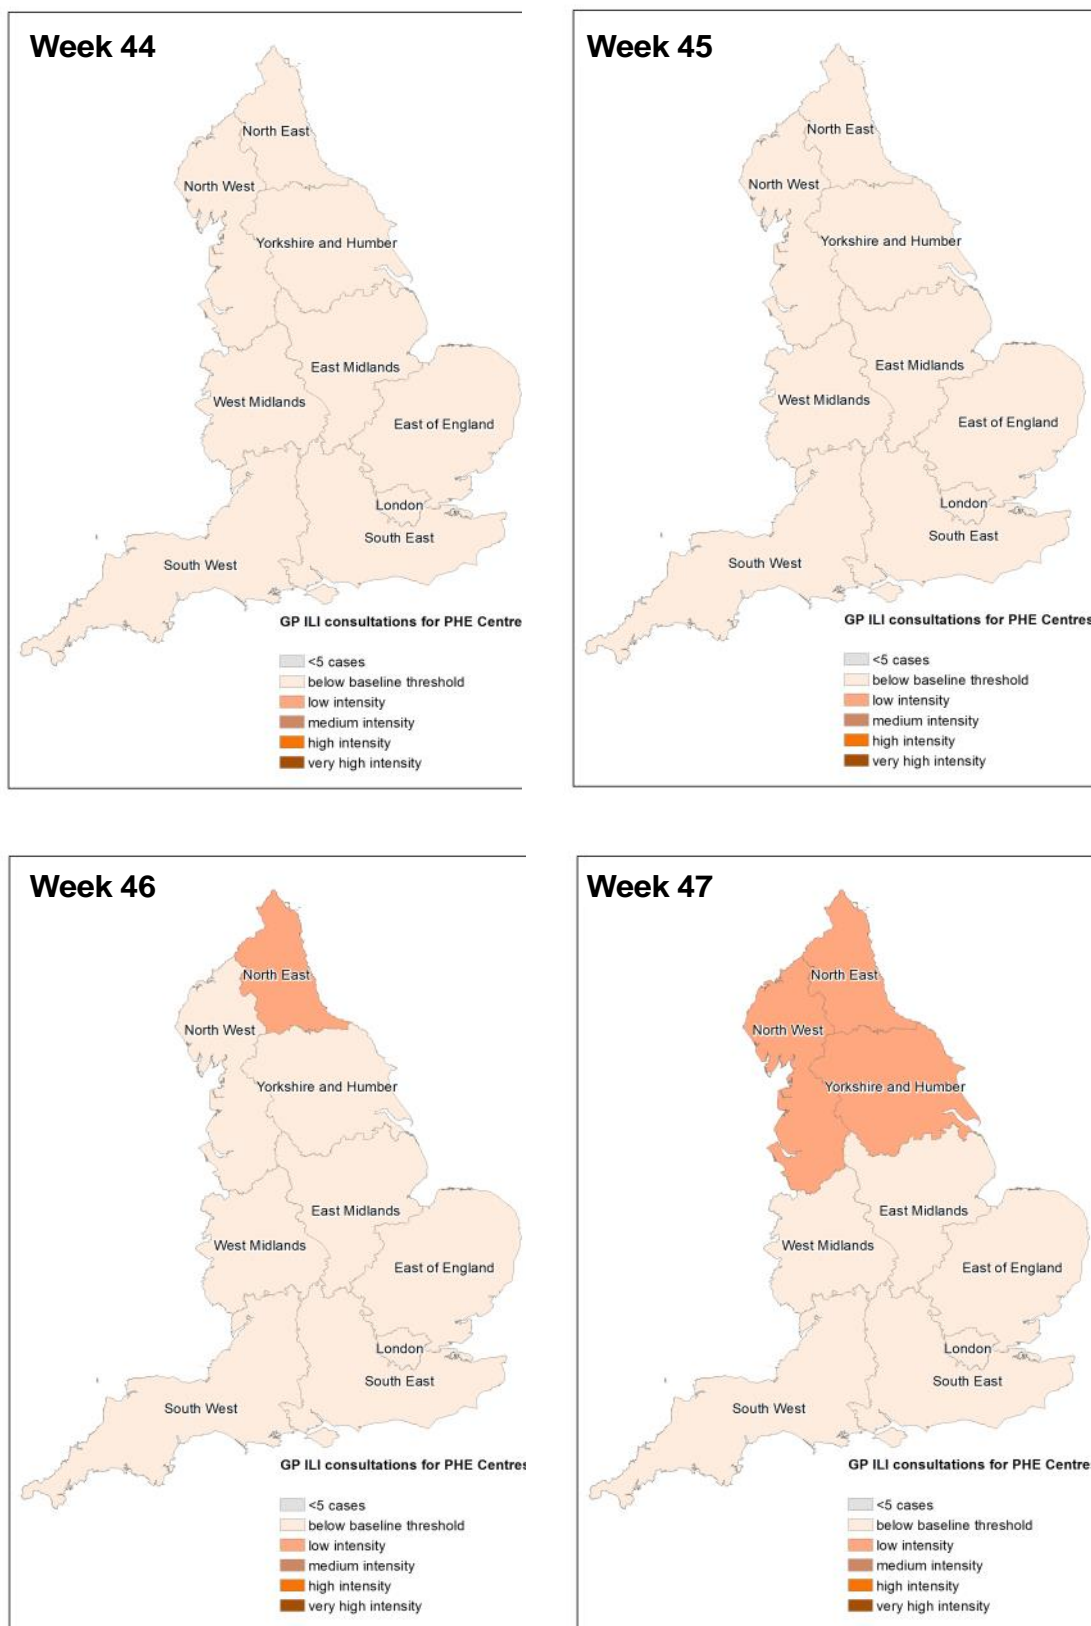 Week 44
North East
North West
Yorkshire and Humber
East Midlands
West Midlands
East of England
London
South East
South West
GP ILI consultations for PHE Centre
<5 cases
below baseline threshold
low intensity
medium intensity
high intensity
very high intensity
Week 45
North East
North West
Yorkshire and Humber
East Midlands
West Midlands
East of England
London
South East
South West
GP ILI consultations for PHE Centres
<5 cases
below baseline threshold
low intensity
medium intensity
high intensity
very high intensity
Week 46
North East
North West
Yorkshire and Humber
East Midlands
West Midlands
East of England
London
South East
South West
GP ILI consultations for PHE Centres
<5 cases
below baseline threshold
low intensity
medium intensity
high intensity
very high intensity
Week 47
North East
North West
Yorkshire and Humber
East Midlands
West Midlands
East of England
London
South East
South West
GP ILI consultations for PHE Centre
<5 cases
below baseline threshold
low intensity
medium intensity
high intensity
very high intensity